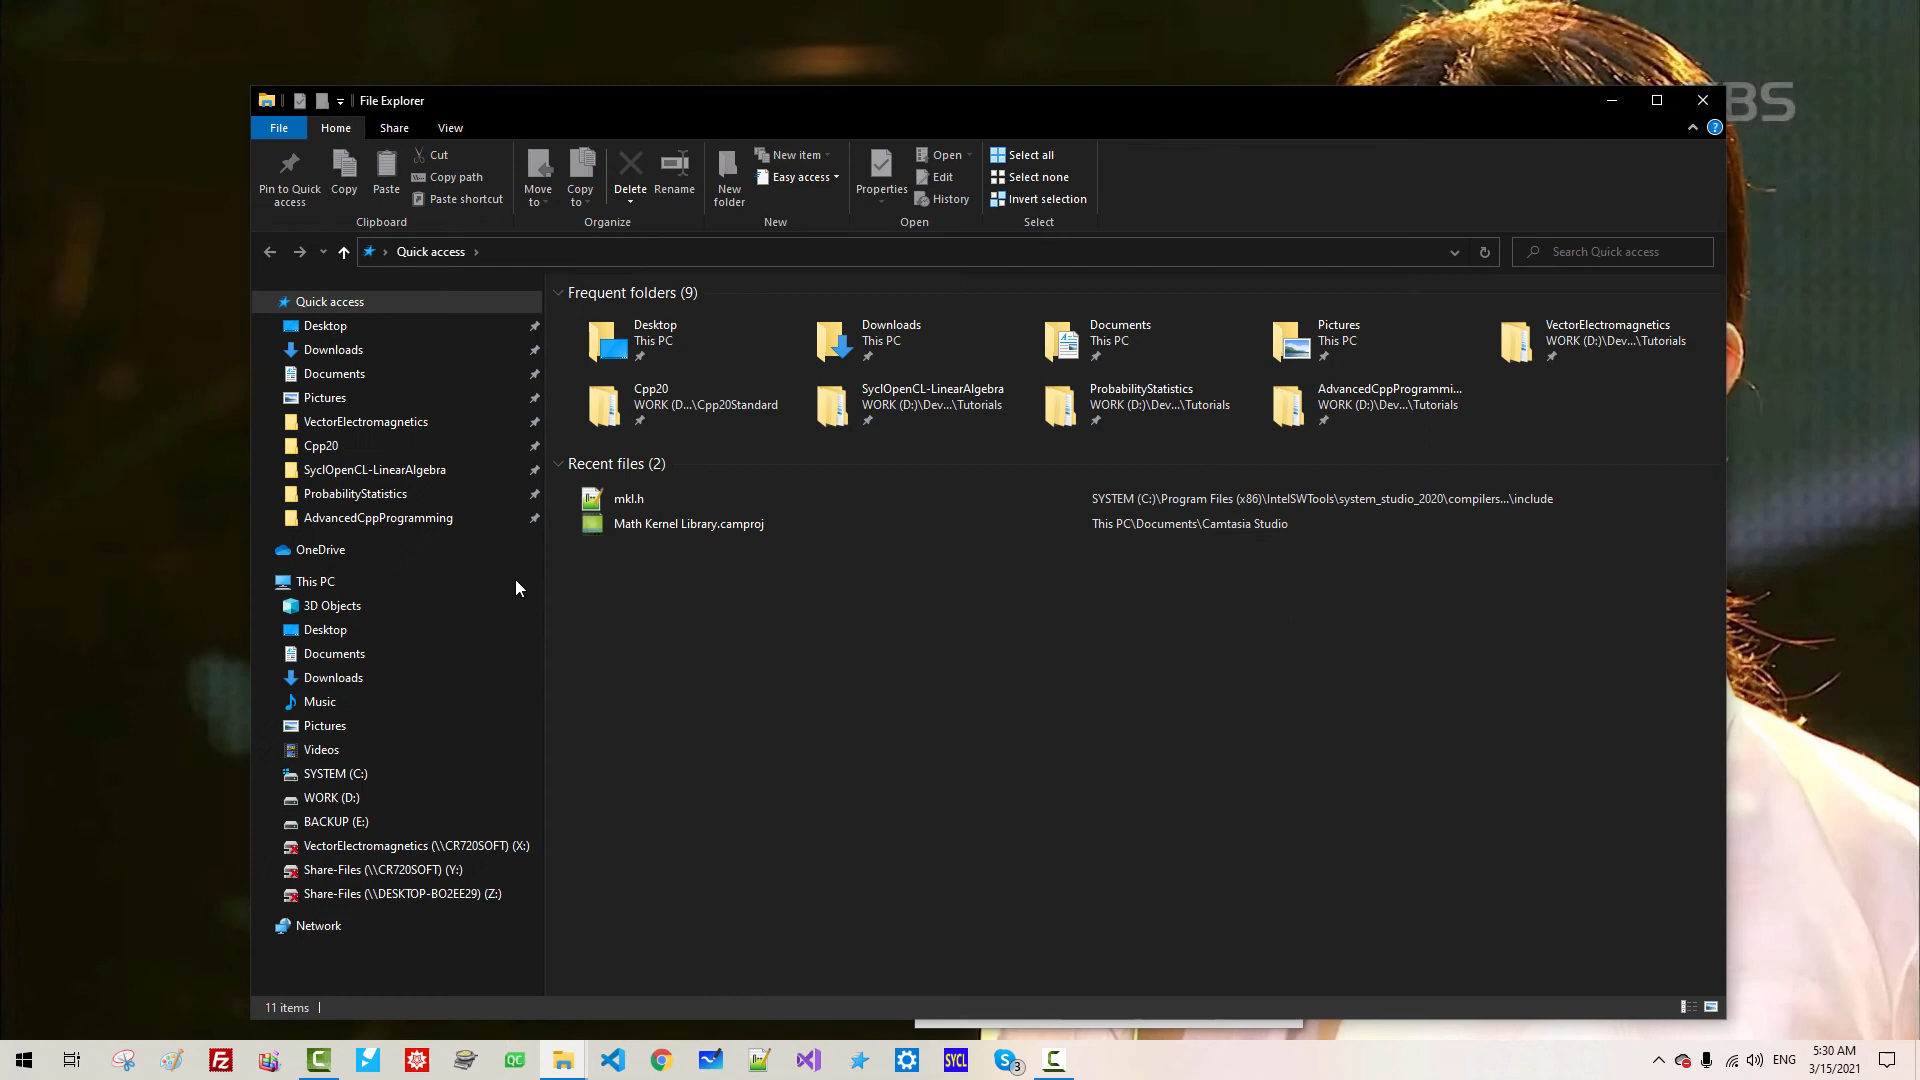 File Explorer
BS
File Home Share View
Pin to Quick access
Copy
Paste
Cut
Copy path
Paste shortcut
Clipboard
Move to
Copy to
Delete
Rename
Organize
New folder
New item
Easy access
New
Properties
Open
Edit
History
Open
Select all
Select none
Invert selection
Select
Quick access
Search Quick access
Quick access
Desktop
Downloads
Documents
Pictures
VectorElectromagnetics
Cpp20
SyclOpenCL-LinearAlgebra
ProbabilityStatistics
AdvancedCppProgramming
OneDrive
This PC
3D Objects
Desktop
Documents
Downloads
Music
Pictures
Videos
SYSTEM (C:)
WORK (D:)
BACKUP (E:)
VectorElectromagnetics (\\CR720SOFT) (X:)
Share-Files (\\CR720SOFT) (Y:)
Share-Files (\\DESKTOP-BO2EE29) (Z:)
Network
Frequent folders (9)
Desktop
This PC
Downloads
This PC
Documents
This PC
Pictures
This PC
VectorElectromagnetics
WORK (D:)\Dev...\Tutorials
Cpp20
WORK (D...\Cpp20Standard
SyclOpenCL-LinearAlgebra
WORK (D:)\Dev...\Tutorials
ProbabilityStatistics
WORK (D:)\Dev...\Tutorials
AdvancedCppProgrammi...
WORK (D:)\Dev...\Tutorials
Recent files (2)
mkl.h SYSTEM (C:)\Program Files (x86)\IntelSWTools\system_studio_2020\compilers...\include
Math Kernel Library.camproj This PC\Documents\Camtasia Studio
11 items
QC
SYCL
3
ENG
5:30 AM
3/15/2021